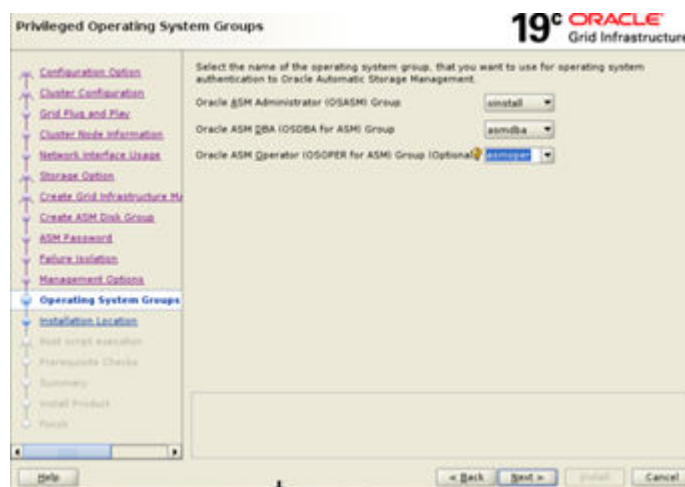 Privileged Operating System Groups
19c ORACLE
Grid Infrastructure
Configuration Option
Cluster Configuration
Grid Plug and Play
Cluster Node Information
Network Interface Usage
Storage Option
Create Grid Infrastructure Ma
Create ASM Disk Group
ASM Password
Failure Isolation
Management Options
Operating System Groups
Installation Location
Root script execution
Prerequisite Checks
Summary
Install Product
Finish
Select the name of the operating system group, that you want to use for operating system
authentication to Oracle Automatic Storage Management.
Oracle ASM Administrator (OSASM) Group oinstall
Oracle ASM DBA (OSDBA for ASM) Group asmdba
Oracle ASM Operator (OSOPER for ASM) Group (Optional) asmoper
Help
< Back
Next >
Install
Cancel